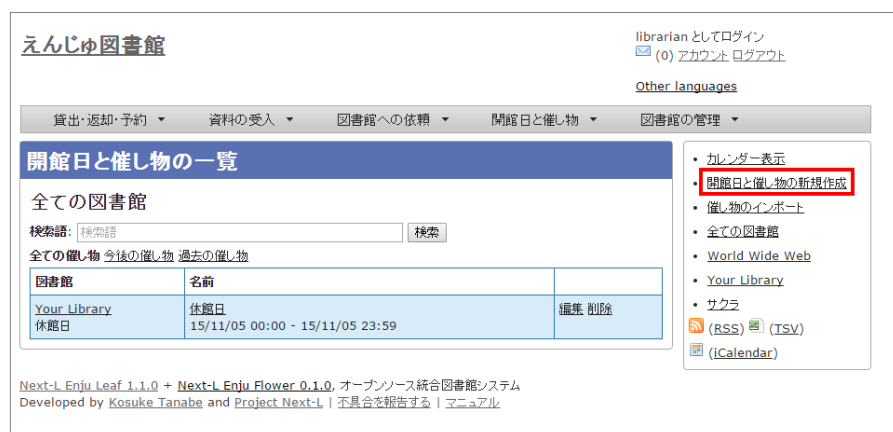 えんじゅ図書館
librarian としてログイン
(0) アカウント ログアウト
Other languages
貸出・返却・予約 ▼ 資料の受入 ▼ 図書館への依頼 ▼ 開館日と催し物 ▼ 図書館の管理 ▼
開館日と催し物の一覧
全ての図書館
検索語: 検索語 検索
全ての催し物 今後の催し物 過去の催し物
図書館 名前
Your Library 休館日 編集 削除
休館日 15/11/05 00:00 - 15/11/05 23:59
・ カレンダー表示
・ 開館日と催し物の新規作成
・ 催し物のインポート
・ 全ての図書館
・ World Wide Web
・ Your Library
・ サクラ
(RSS) (TSV)
(iCalendar)
Next-L Enju Leaf 1.1.0 + Next-L Enju Flower 0.1.0, オープンソース統合図書館システム
Developed by Kosuke Tanabe and Project Next-L | 不具合を報告する | マニュアル